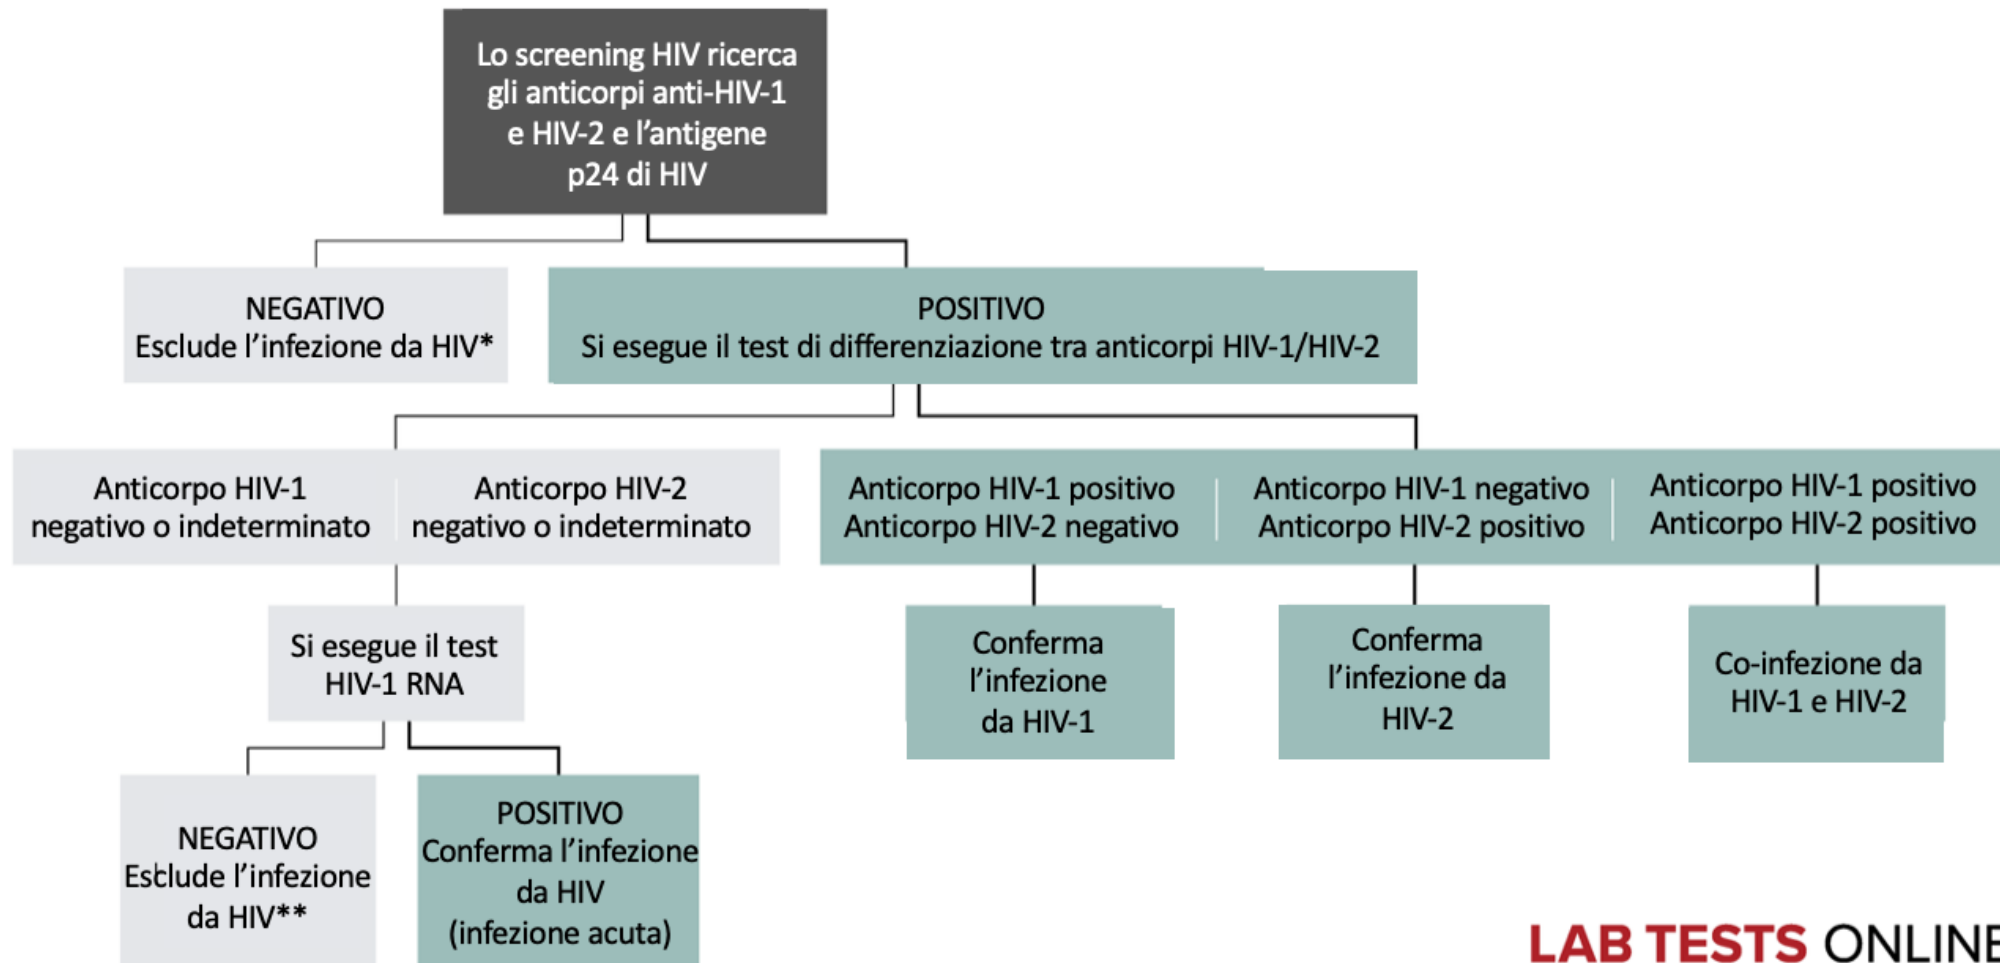 Lo screening HIV ricerca
gli anticorpi anti-HIV-1
e HIV-2 e l'antigene
p24 di HIV
NEGATIVO
Esclude l'infezione da HIV*
POSITIVO
Si esegue il test di differenziazione tra anticorpi HIV-1/HIV-2
Anticorpo HIV-1
negativo o indeterminato
Anticorpo HIV-2
negativo o indeterminato
Anticorpo HIV-1 positivo
Anticorpo HIV-2 negativo
Anticorpo HIV-1 negativo
Anticorpo HIV-2 positivo
Anticorpo HIV-1 positivo
Anticorpo HIV-2 positivo
Si esegue il test
HIV-1 RNA
Conferma
l'infezione
da HIV-1
Conferma
l'infezione da
HIV-2
Co-infezione da
HIV-1 e HIV-2
NEGATIVO
Esclude l'infezione
da HIV**
POSITIVO
Conferma l'infezione
da HIV
(infezione acuta)
LAB TESTS ONLINE